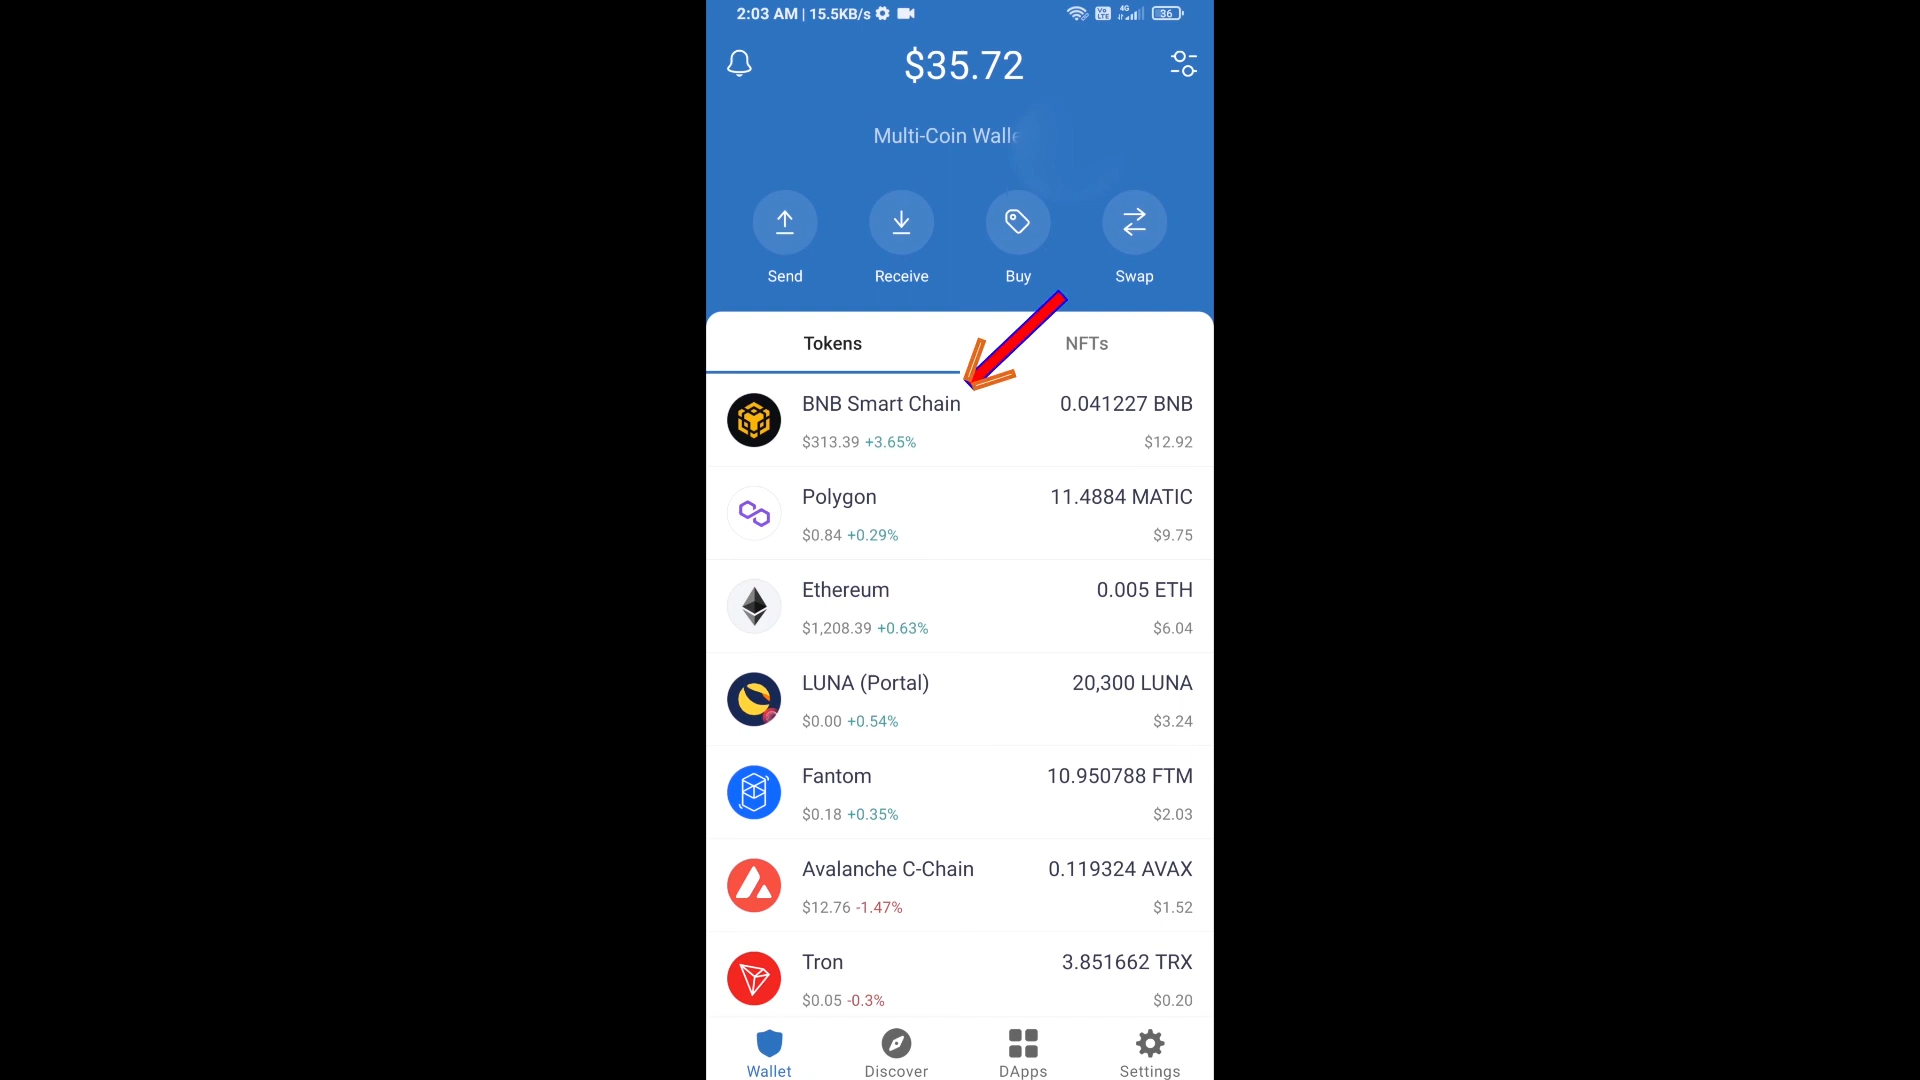 2:03 AM | 15.5KB/s
Vo LTE 4G 36
$35.72
Multi-Coin Walle
Send Receive Buy Swap
Tokens NFTs
BNB Smart Chain 0.041227 BNB
$313.39 +3.65% $12.92
Polygon 11.4884 MATIC
$0.84 +0.29% $9.75
Ethereum 0.005 ETH
$1,208.39 +0.63% $6.04
LUNA (Portal) 20,300 LUNA
$0.00 +0.54% $3.24
Fantom 10.950788 FTM
$0.18 +0.35% $2.03
Avalanche C-Chain 0.119324 AVAX
$12.76 -1.47% $1.52
Tron 3.851662 TRX
$0.05 -0.3% $0.20
Wallet Discover DApps Settings